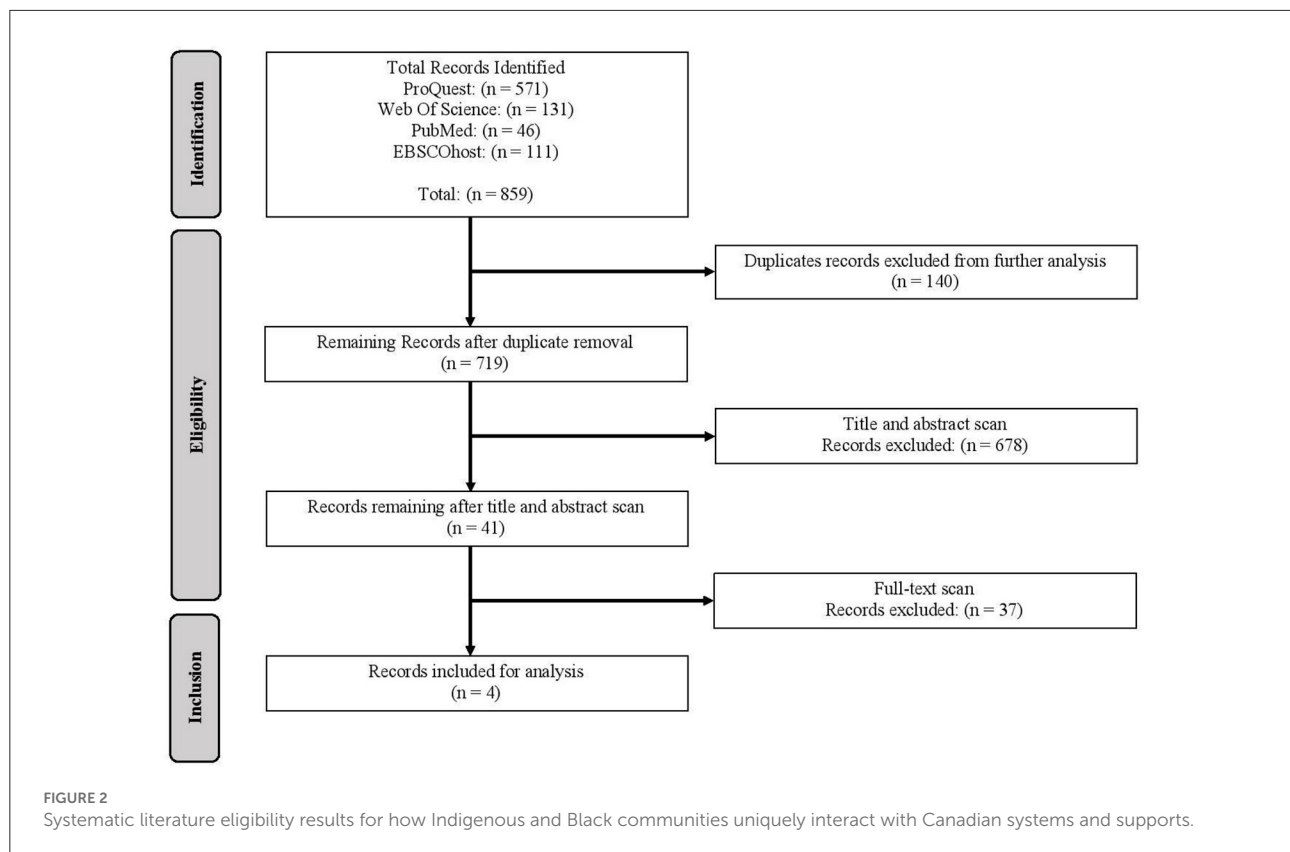 Identification
Total Records Identified
ProQuest: (n = 571)
Web Of Science: (n = 131)
PubMed: (n = 46)
EBSCOhost: (n = 111)
Total: (n = 859)
Eligibility
Duplicates records excluded from further analysis
(n = 140)
Remaining Records after duplicate removal
(n = 719)
Title and abstract scan
Records excluded: (n = 678)
Records remaining after title and abstract scan
(n = 41)
Full-text scan
Records excluded: (n = 37)
Inclusion
Records included for analysis
(n = 4)
FIGURE 2
Systematic literature eligibility results for how Indigenous and Black communities uniquely interact with Canadian systems and supports.